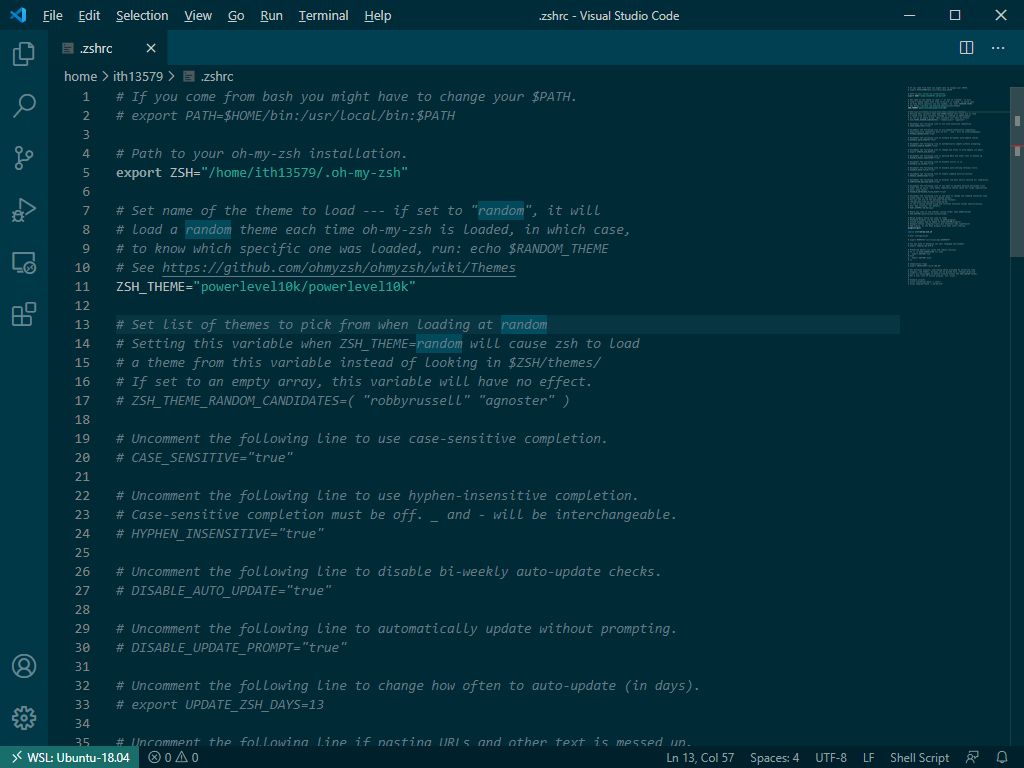 File Edit Selection View Go Run Terminal Help .zshrc - Visual Studio Code
.zshrc
home > ith13579 > .zshrc
1 # If you come from bash you might have to change your $PATH.
2 # export PATH=$HOME/bin:/usr/local/bin:$PATH
3
4 # Path to your oh-my-zsh installation.
5 export ZSH="/home/ith13579/.oh-my-zsh"
6
7 # Set name of the theme to load --- if set to "random", it will
8 # load a random theme each time oh-my-zsh is loaded, in which case,
9 # to know which specific one was loaded, run: echo $RANDOM_THEME
10 # See https://github.com/ohmyzsh/ohmyzsh/wiki/Themes
11 ZSH_THEME="powerlevel10k/powerlevel10k"
12
13 # Set list of themes to pick from when loading at random
14 # Setting this variable when ZSH_THEME=random will cause zsh to load
15 # a theme from this variable instead of looking in $ZSH/themes/
16 # If set to an empty array, this variable will have no effect.
17 # ZSH_THEME_RANDOM_CANDIDATES=( "robbyrussell" "agnoster" )
18
19 # Uncomment the following line to use case-sensitive completion.
20 # CASE_SENSITIVE="true"
21
22 # Uncomment the following line to use hyphen-insensitive completion.
23 # Case-sensitive completion must be off. _ and - will be interchangeable.
24 # HYPHEN_INSENSITIVE="true"
25
26 # Uncomment the following line to disable bi-weekly auto-update checks.
27 # DISABLE_AUTO_UPDATE="true"
28
29 # Uncomment the following line to automatically update without prompting.
30 # DISABLE_UPDATE_PROMPT="true"
31
32 # Uncomment the following line to change how often to auto-update (in days).
33 # export UPDATE_ZSH_DAYS=13
34
35 # Uncomment the following line if pasting URLs and other text is messed up.
WSL: Ubuntu-18.04 0 0 Ln 13, Col 57 Spaces: 4 UTF-8 LF Shell Script